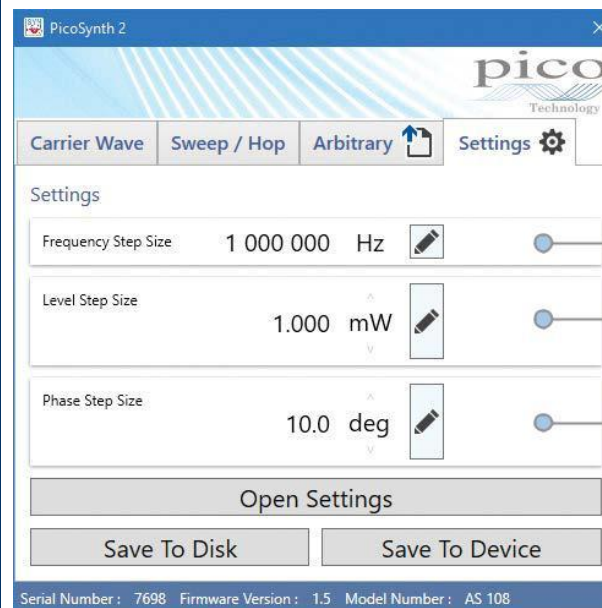 PicoSynth 2
pico
Technology
Carrier Wave Sweep / Hop Arbitrary Settings
Settings
Frequency Step Size 1 000 000 Hz
Level Step Size
1.000 mW
Phase Step Size
10.0 deg
Open Settings
Save To Disk Save To Device
Serial Number : 7698 Firmware Version : 1.5 Model Number : AS 108